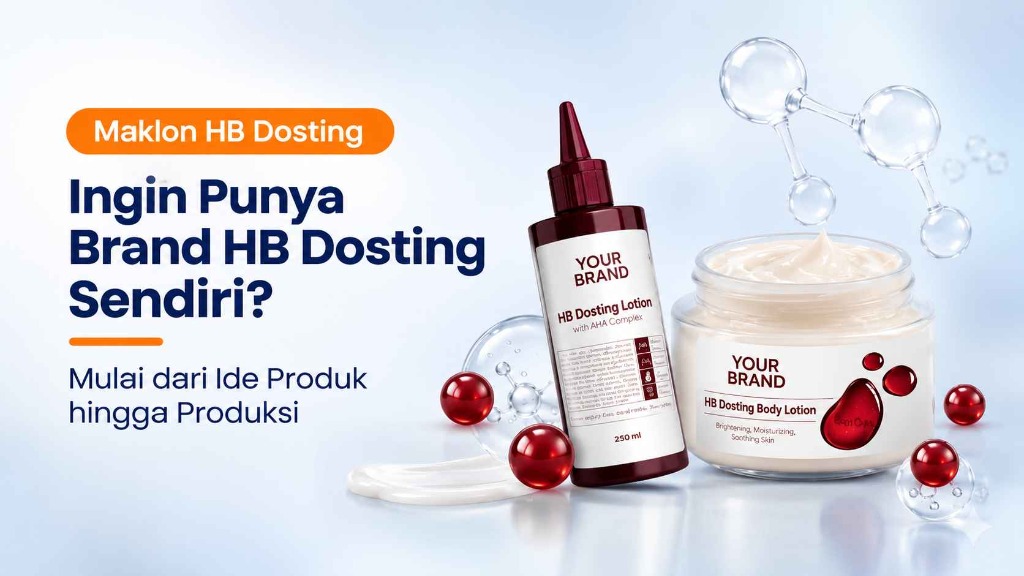 Maklon HB Dosting
Ingin Punya
Brand HB Dosting
Sendiri?
Mulai dari Ide Produk
hingga Produksi
YOUR
BRAND
HB Dosting Lotion
with AHA Complex
250 ml
YOUR
BRAND
HB Dosting Body Lotion
Brightening, Moisturizing,
Soothing Skin